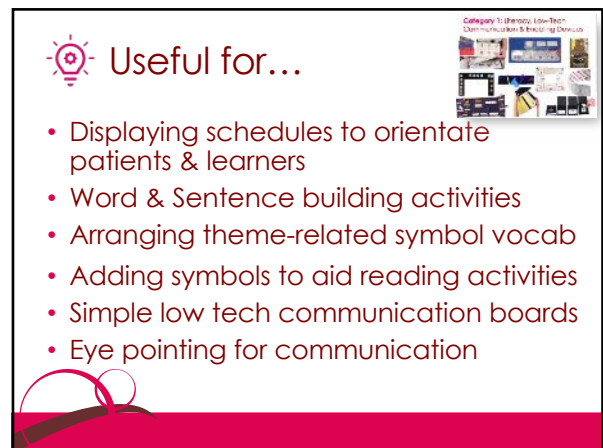 Category 1: Literacy, Low-Tech
Communication & Enabling Devices
Useful for...
• Displaying schedules to orientate
patients & learners
• Word & Sentence building activities
• Arranging theme-related symbol vocab
• Adding symbols to aid reading activities
• Simple low tech communication boards
• Eye pointing for communication